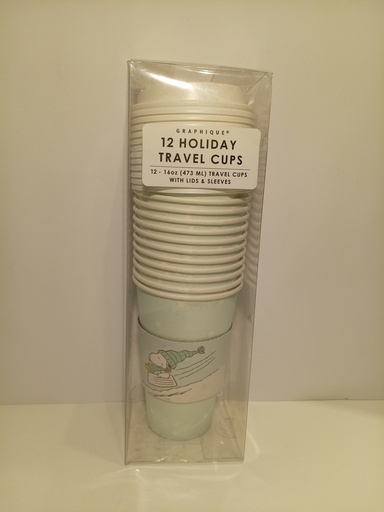 GRAPHIQUE®
12 HOLIDAY
TRAVEL CUPS
12 - 16oz (473 ML) TRAVEL CUPS
WITH LIDS & SLEEVES